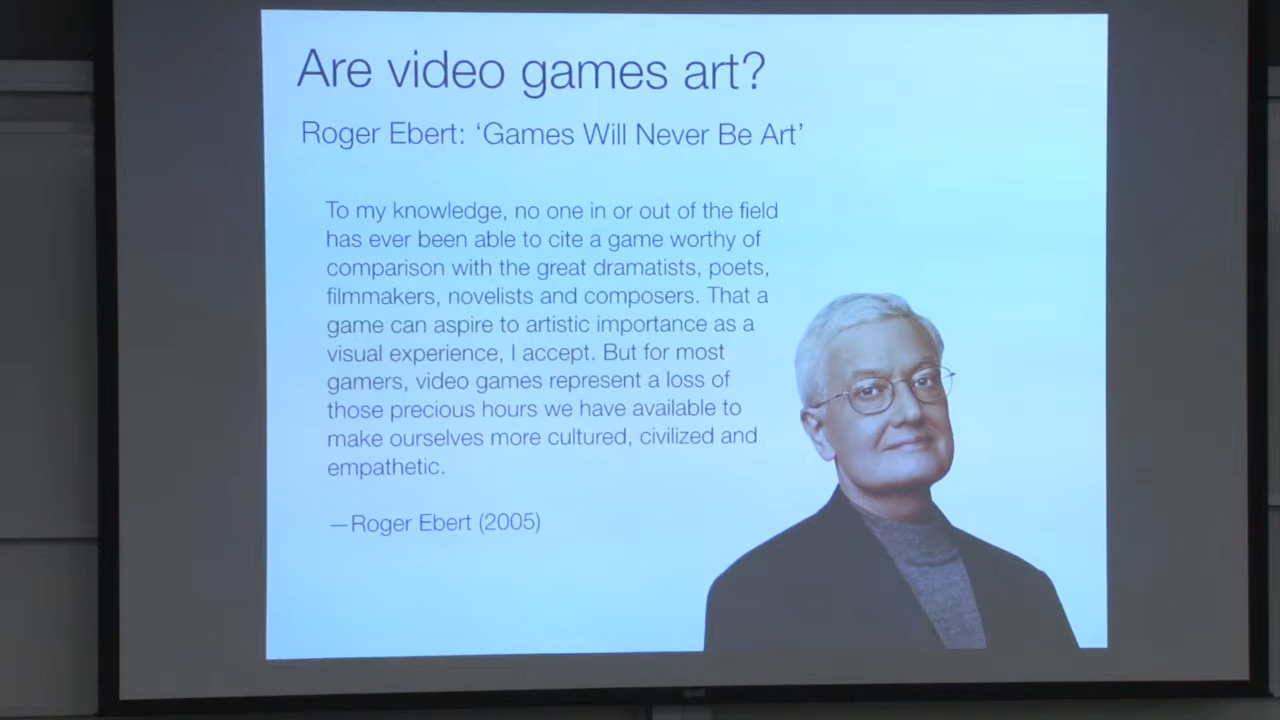 Are video games art?
Roger Ebert: ‘Games Will Never Be Art’
To my knowledge, no one in or out of the field
has ever been able to cite a game worthy of
comparison with the great dramatists, poets,
filmmakers, novelists and composers. That a
game can aspire to artistic importance as a
visual experience, I accept. But for most
gamers, video games represent a loss of
those precious hours we have available to
make ourselves more cultured, civilized and
empathetic.
—Roger Ebert (2005)